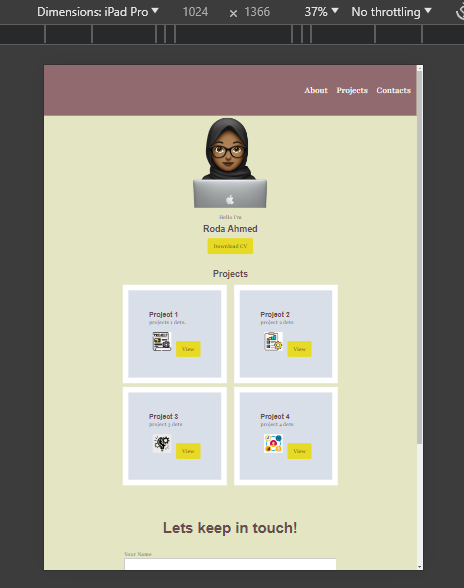 Dimensions: iPad Pro ▼ 1024 × 1366 37% ▼ No throttling ▼
About Projects Contacts
Hello I'm
Roda Ahmed
Download CV
Projects
Project 1
projects 1 dets.
View
Project 2
project 2 dets
View
Project 3
project 3 dets
View
Project 4
project 4 dets
View
Lets keep in touch!
Your Name